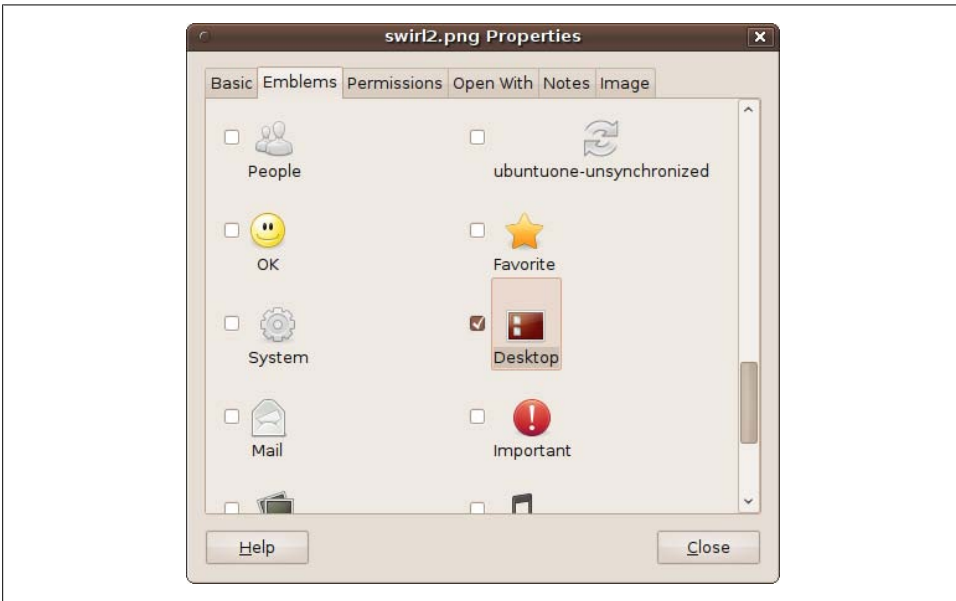 swirl2.png Properties
Basic Emblems Permissions Open With Notes Image
People
ubuntuone-unsynchronized
OK
Favorite
System
Desktop
Mail
Important
Help
Close